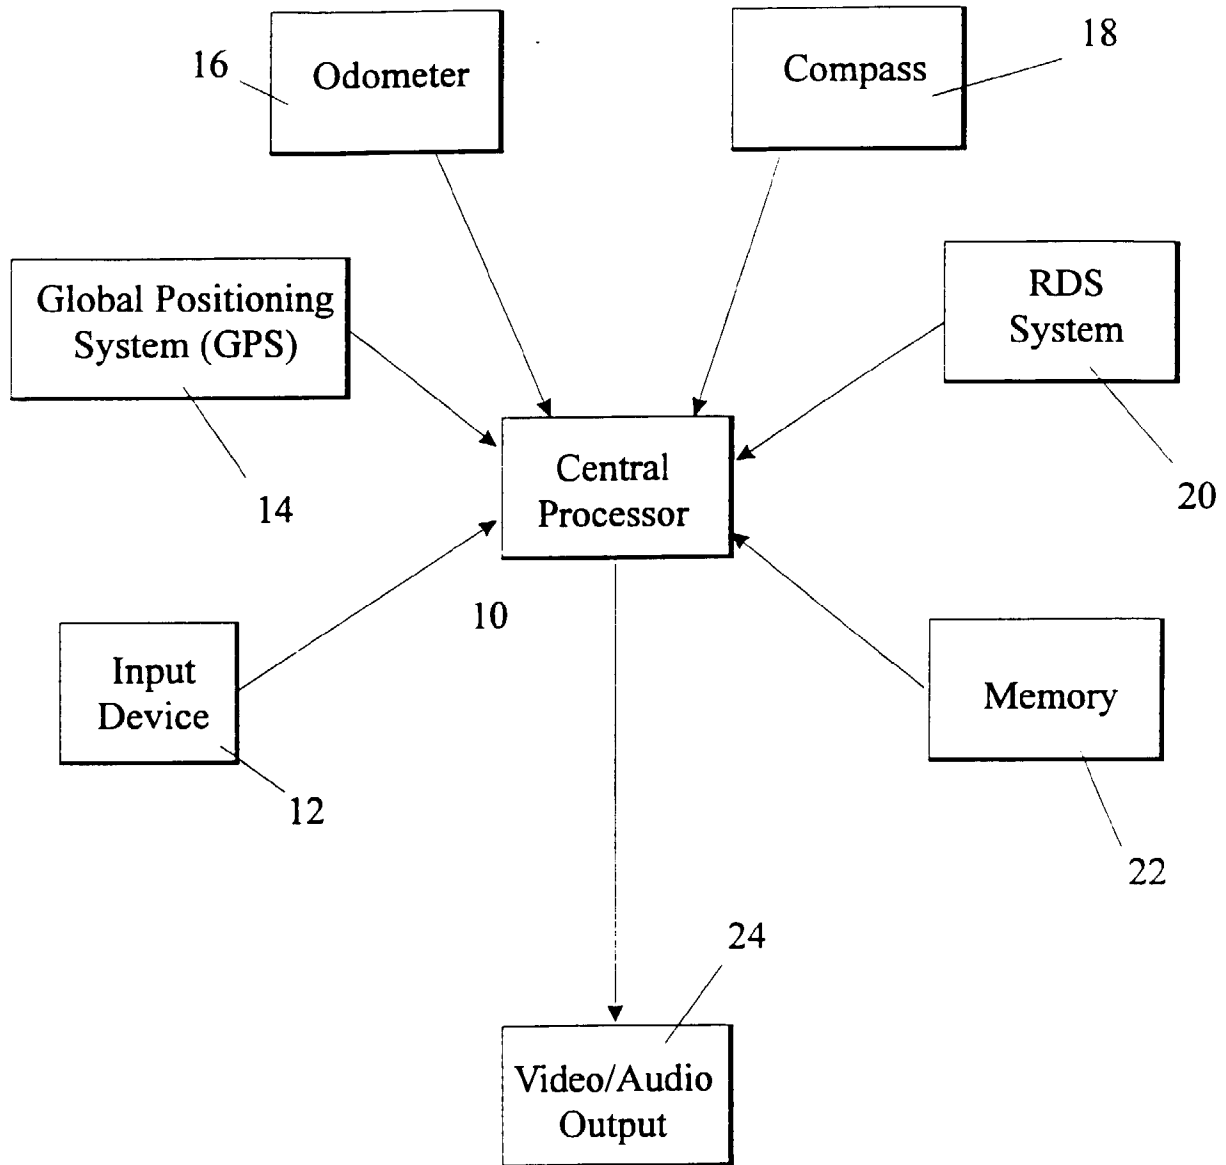 16
Odometer
Compass
18
Global Positioning
System (GPS)
14
RDS
System
20
Central
Processor
10
Input
Device
12
Memory
22
24
Video/Audio
Output